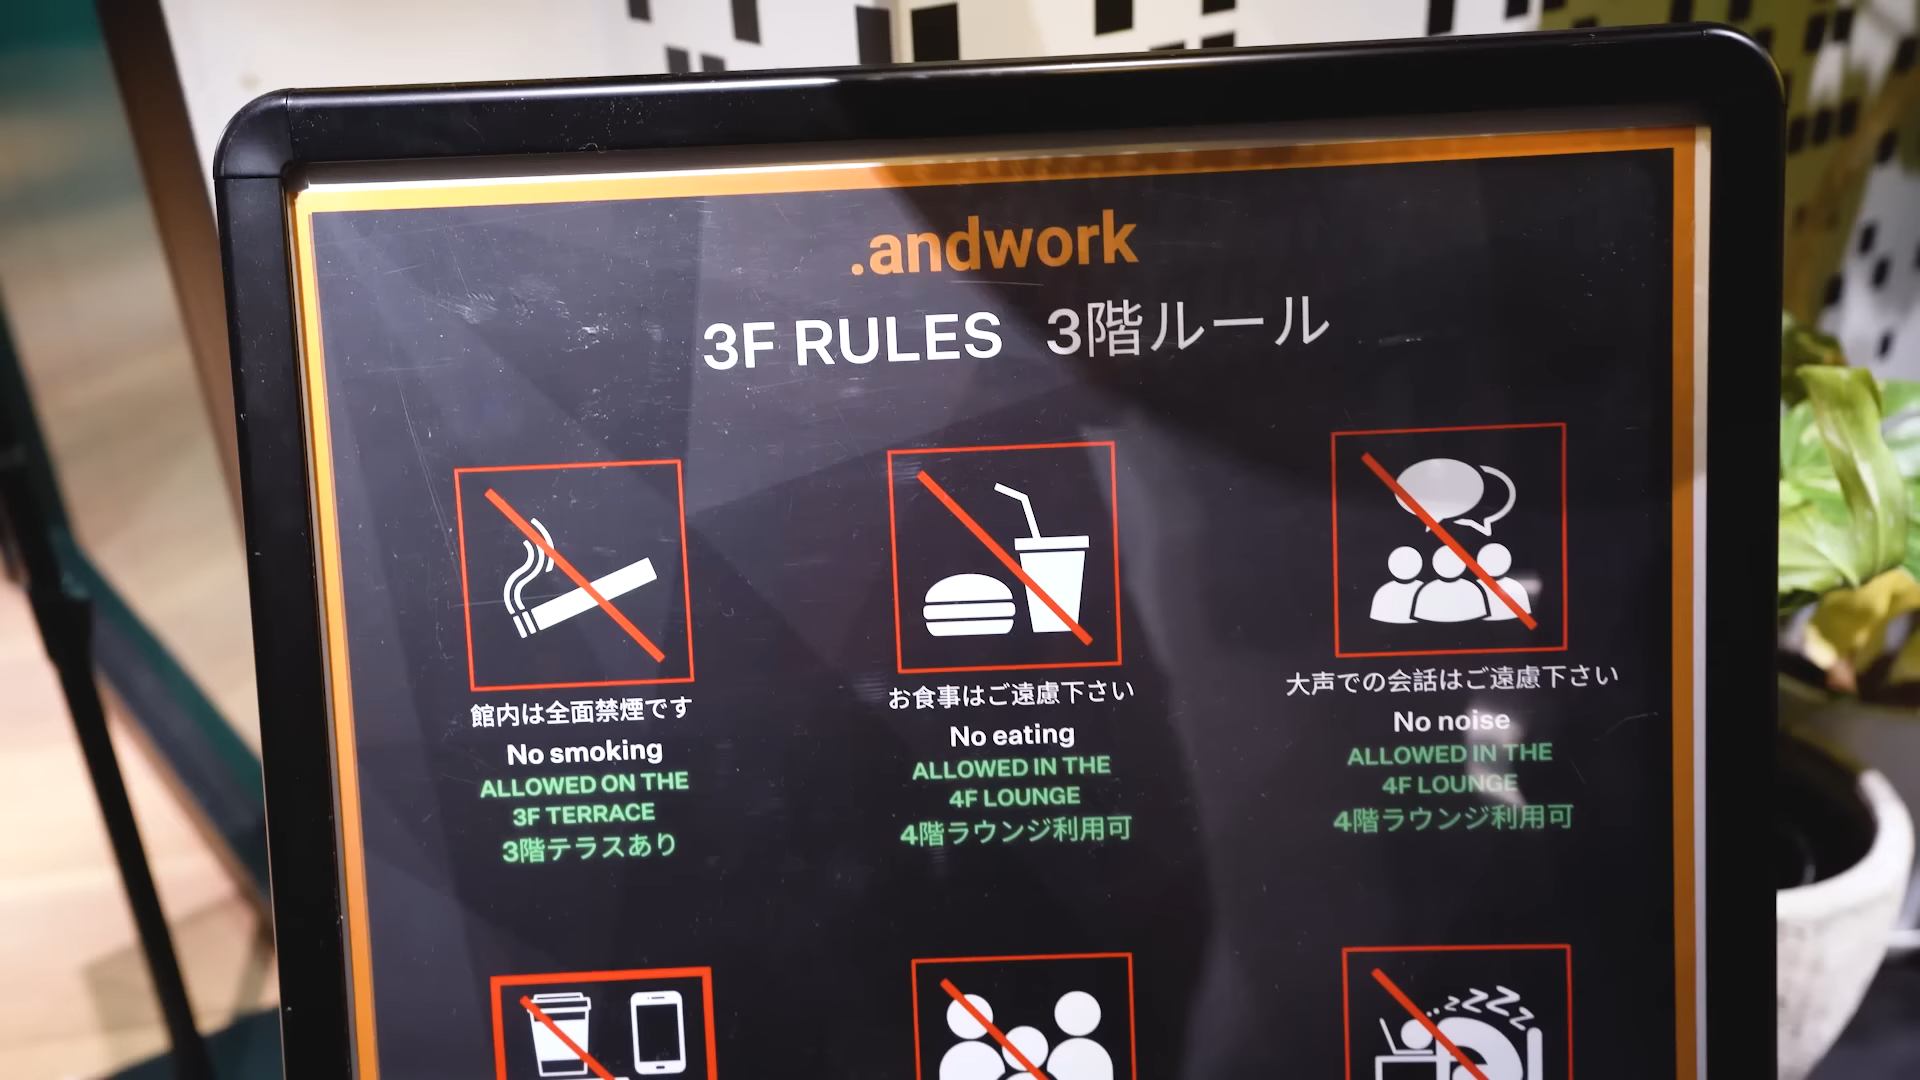 .andwork
3F RULES 3階ルール
館内は全面禁煙です
No smoking
ALLOWED ON THE
3F TERRACE
3階テラスあり
お食事はご遠慮下さい
No eating
ALLOWED IN THE
4F LOUNGE
4階ラウンジ利用可
大声での会話はご遠慮下さい
No noise
ALLOWED IN THE
4F LOUNGE
4階ラウンジ利用可
zzZZz